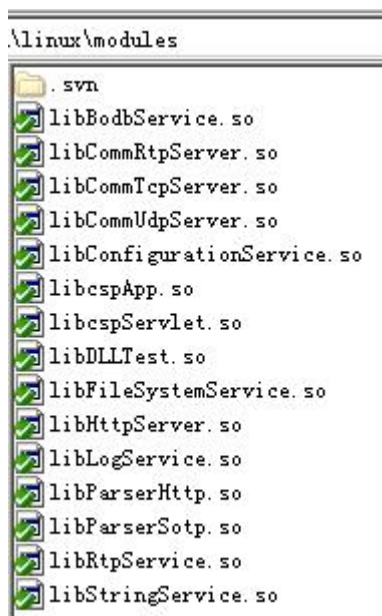 \linux\modules
.svn
libBodbService.so
libCommRtpServer.so
libCommTcpServer.so
libCommUdpServer.so
libConfigurationService.so
libcspApp.so
libcspServlet.so
libDLLTest.so
libFileSystemService.so
libHttpServer.so
libLogService.so
libParserHttp.so
libParserSotp.so
libRtpService.so
libStringService.so